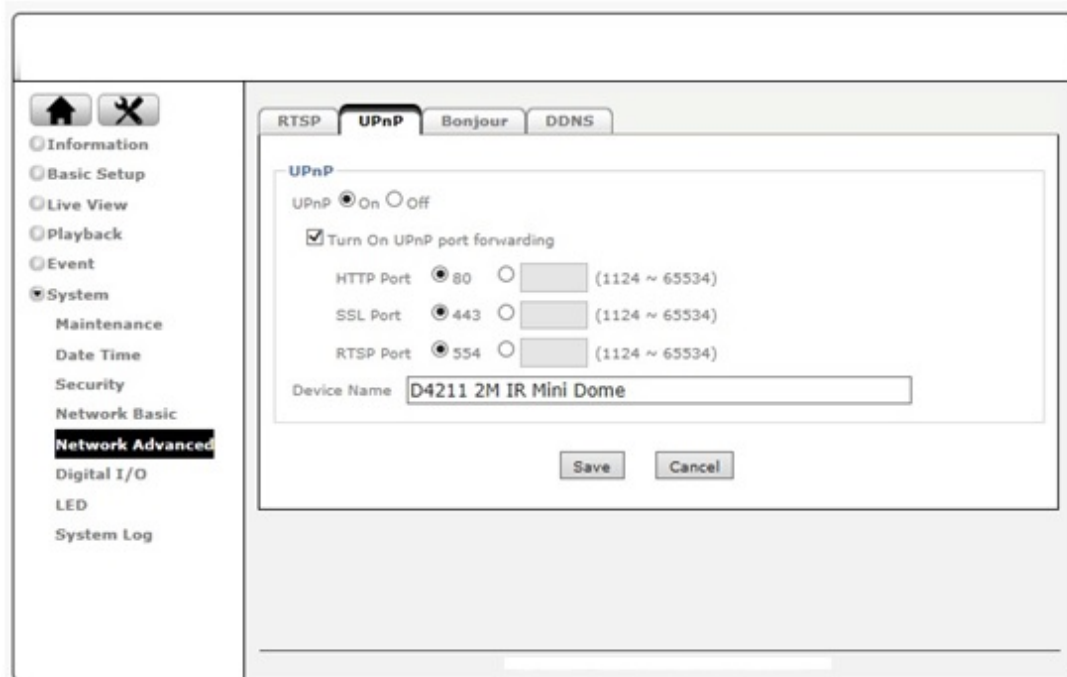 Information
Basic Setup
Live View
Playback
Event
System
Maintenance
Date Time
Security
Network Basic
Network Advanced
Digital I/O
LED
System Log
RTSP UPnP Bonjour DDNS
UPnP
UPnP On Off
Turn On UPnP port forwarding
HTTP Port 80 (1124 ~ 65534)
SSL Port 443 (1124 ~ 65534)
RTSP Port 554 (1124 ~ 65534)
Device Name D4211 2M IR Mini Dome
Save Cancel